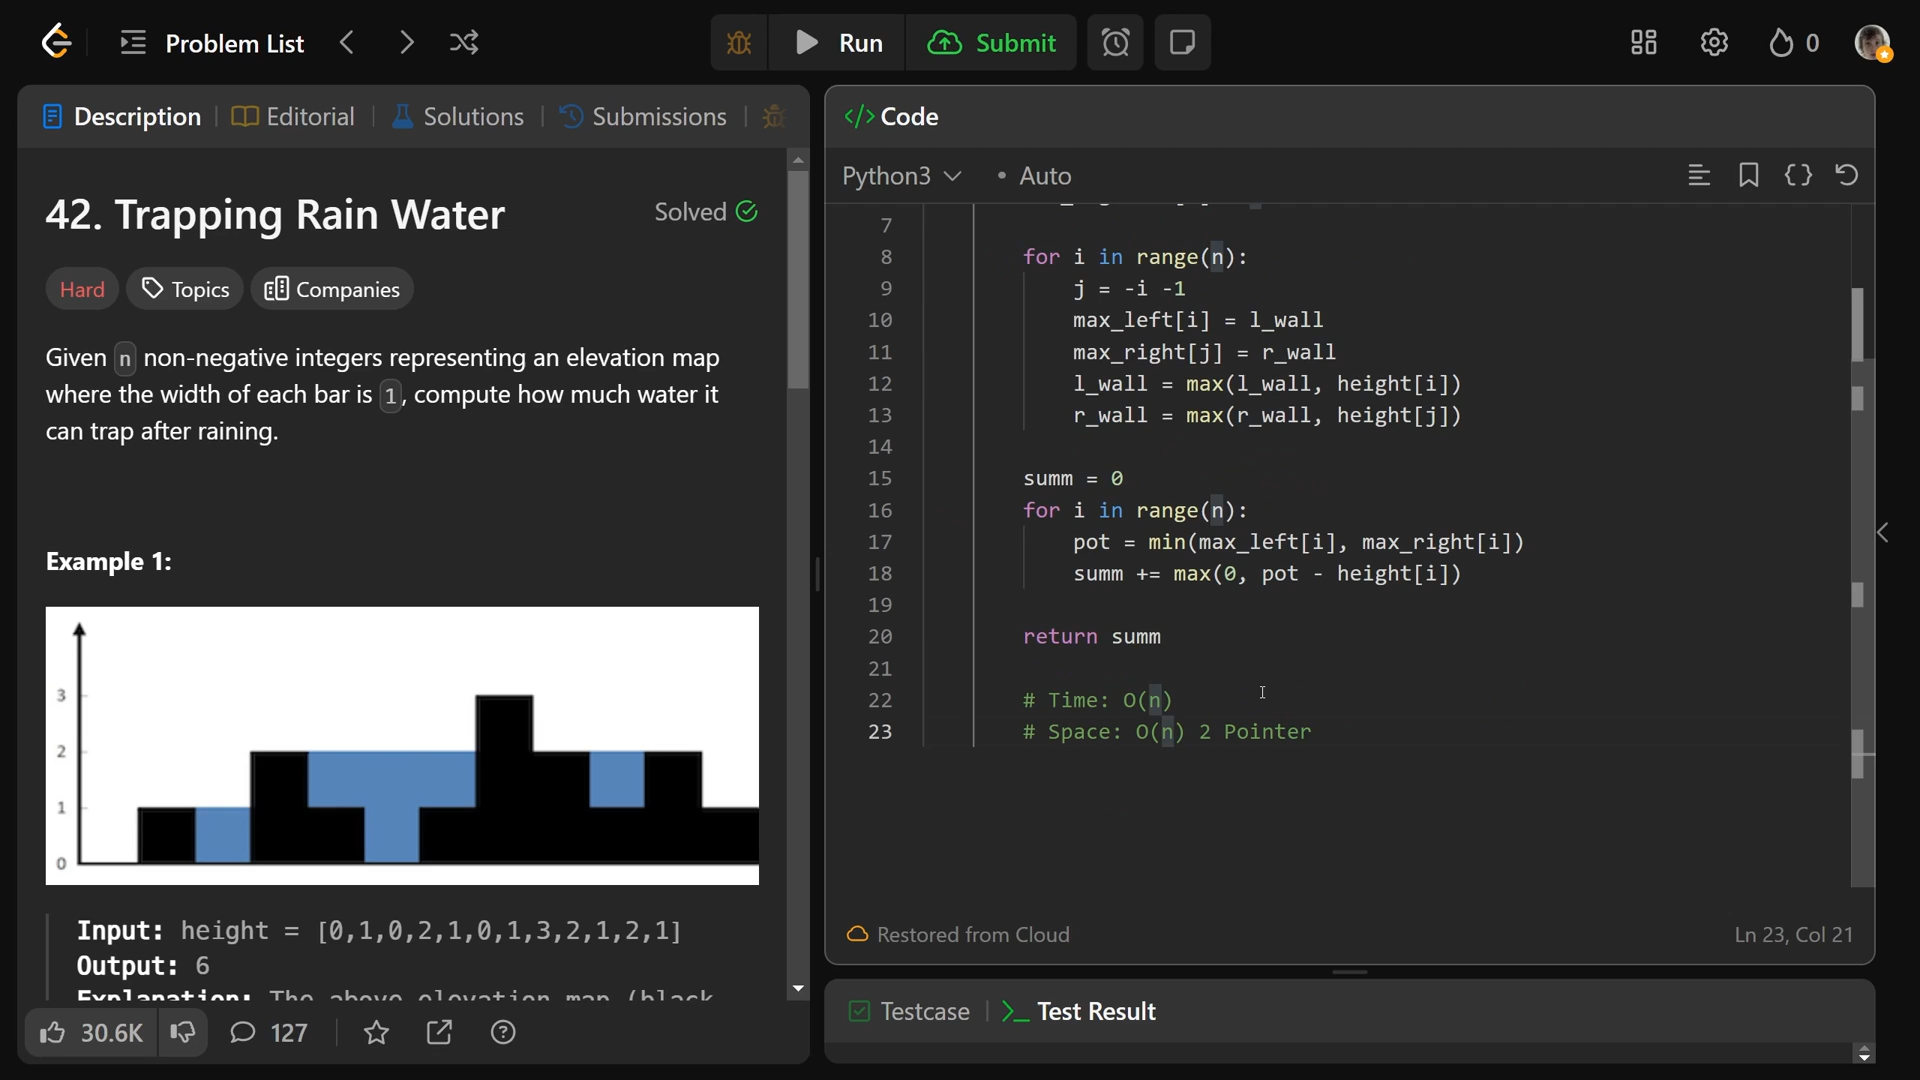 Problem List
Run
Submit
0
Description
Editorial
Solutions
Submissions
42. Trapping Rain Water
Solved
Hard
Topics
Companies
Given n non-negative integers representing an elevation map
where the width of each bar is 1, compute how much water it
can trap after raining.
Example 1:
3
2
1
0
Input: height = [0,1,0,2,1,0,1,3,2,1,2,1]
Output: 6
Explanation: The above elevation map (black
30.6K
127
</> Code
Python3
• Auto
7
8 for i in range(n):
9 j = -i -1
10 max_left[i] = l_wall
11 max_right[j] = r_wall
12 l_wall = max(l_wall, height[i])
13 r_wall = max(r_wall, height[j])
14
15 summ = 0
16 for i in range(n):
17 pot = min(max_left[i], max_right[i])
18 summ += max(0, pot - height[i])
19
20 return summ
21
22 # Time: O(n)
23 # Space: O(n) 2 Pointer
Restored from Cloud
Ln 23, Col 21
Testcase
Test Result